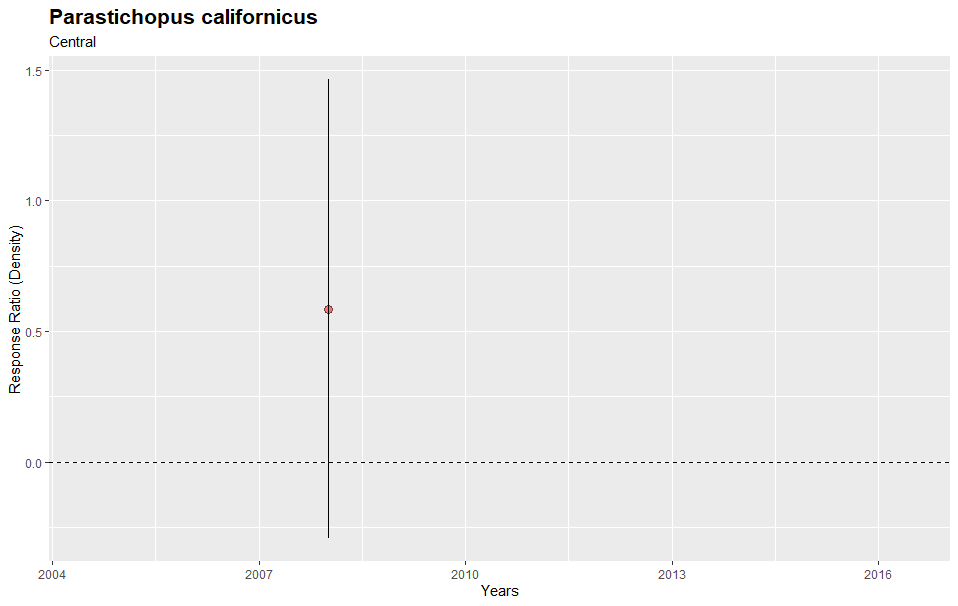 Parastichopus californicus
Central
1.5
1.0
0.5
0.0
Response Ratio (Density)
2004 2007 2010 2013 2016
Years